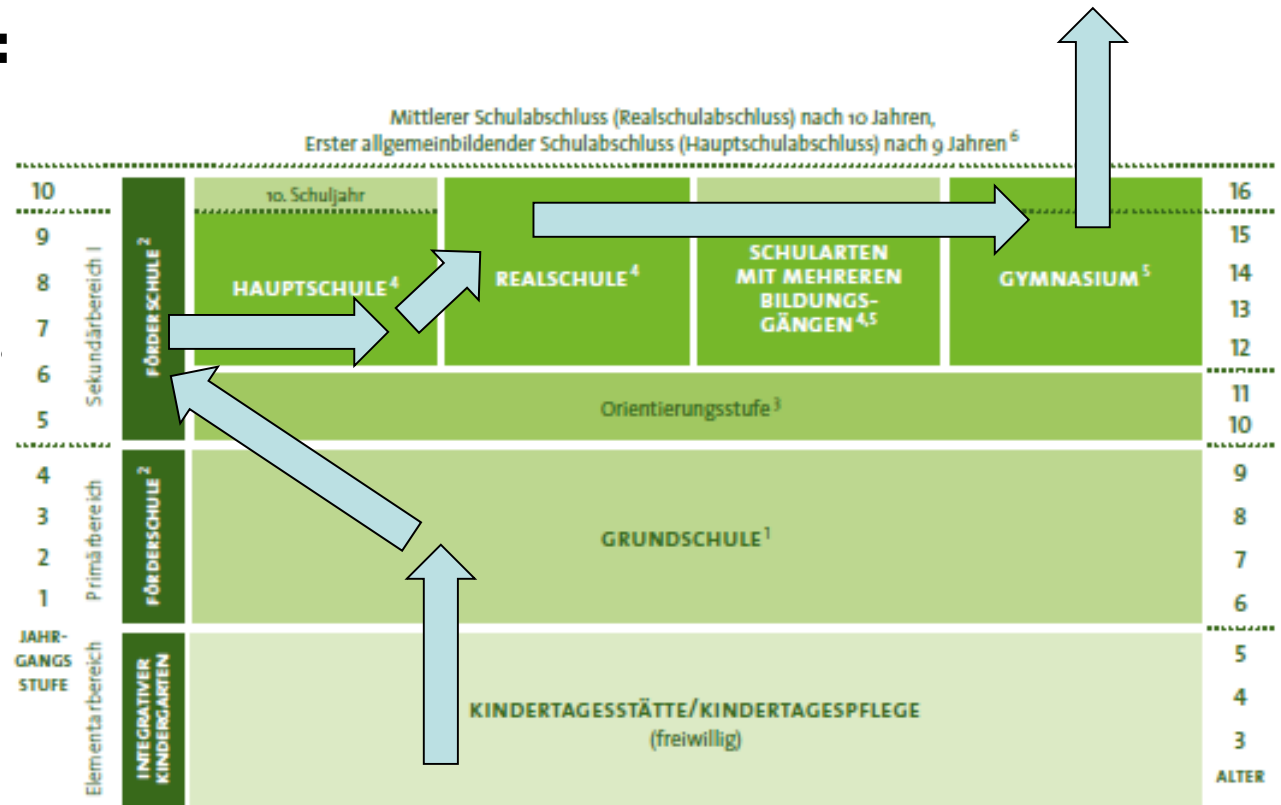 :
Mittlerer Schulabschluss (Realschulabschluss) nach 10 Jahren,
Erster allgemeinbildender Schulabschluss (Hauptschulabschluss) nach 9 Jahren 6
10
9
8
7
6
5
Sekundärbereich I
FÖRDERSCHULE 2
10. Schuljahr
HAUPTSCHULE 4
REALSCHULE 4
SCHULARTEN
MIT MEHREREN
BILDUNGS-
GÄNGEN 4,5
GYMNASIUM 5
16
15
14
13
12
11
10
Orientierungsstufe 3
4
3
2
1
Primärbereich
FÖRDERSCHULE 2
GRUNDSCHULE 1
9
8
7
6
JAHR-
GANGS
STUFE
Elementarbereich
INTEGRATIVER
KINDERGARTEN
KINDERTAGESSTÄTTE/KINDERTAGESPFLEGE
(freiwillig)
5
4
3
ALTER